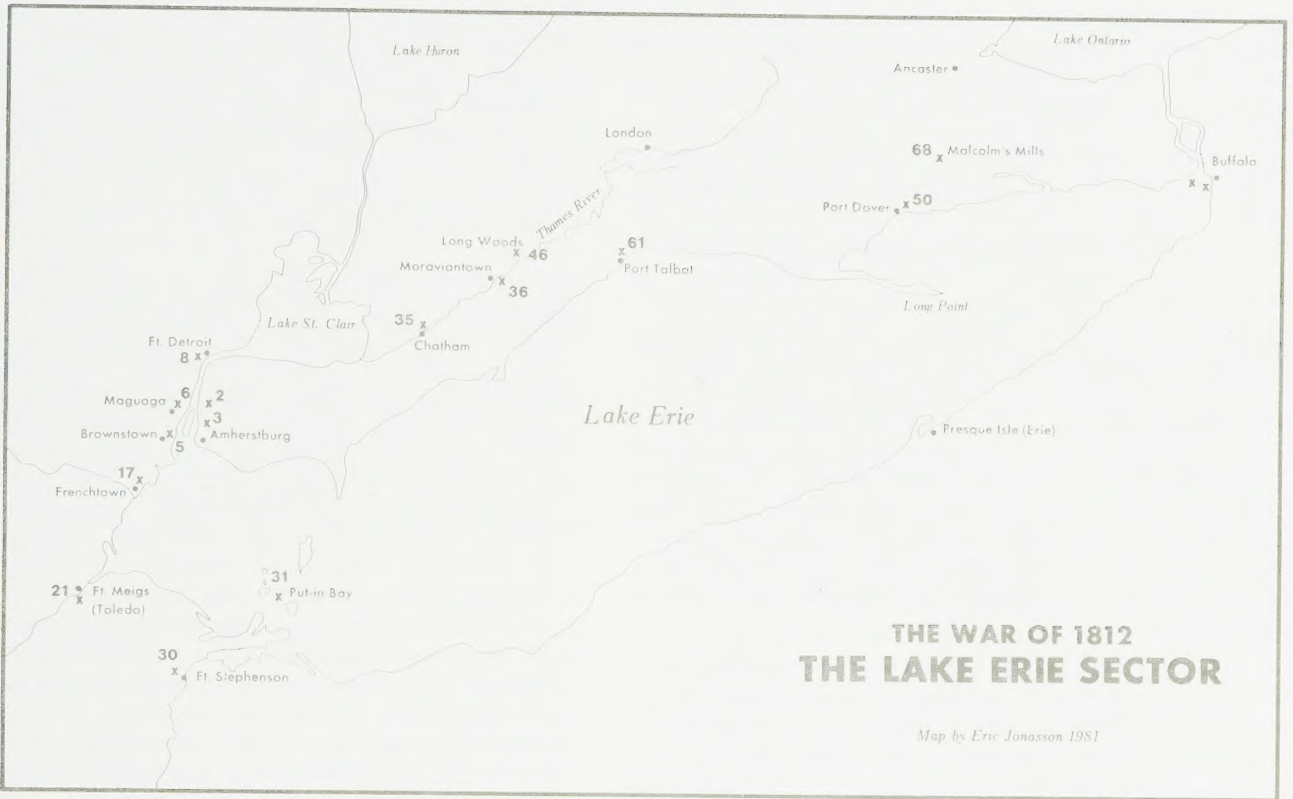 Lake Huron
Lake Ontario
Ancaster
London
68 Malcolm's Mills
Buffalo
Thames River
Port Dover
50
Long Woods
46
61
Port Talbot
Moraviantown
36
Long Point
Lake St. Clair
35
Chatham
Ft. Detroit
8
Maguaga
6
2
3
Lake Erie
Brownstown
5
Amherstburg
Presque Isle (Erie)
17
Frenchtown
31
Put-in Bay
21
Ft. Meigs
(Toledo)
30
Ft. Stephenson
THE WAR OF 1812
THE LAKE ERIE SECTOR
Map by Eric Jonasson 1981